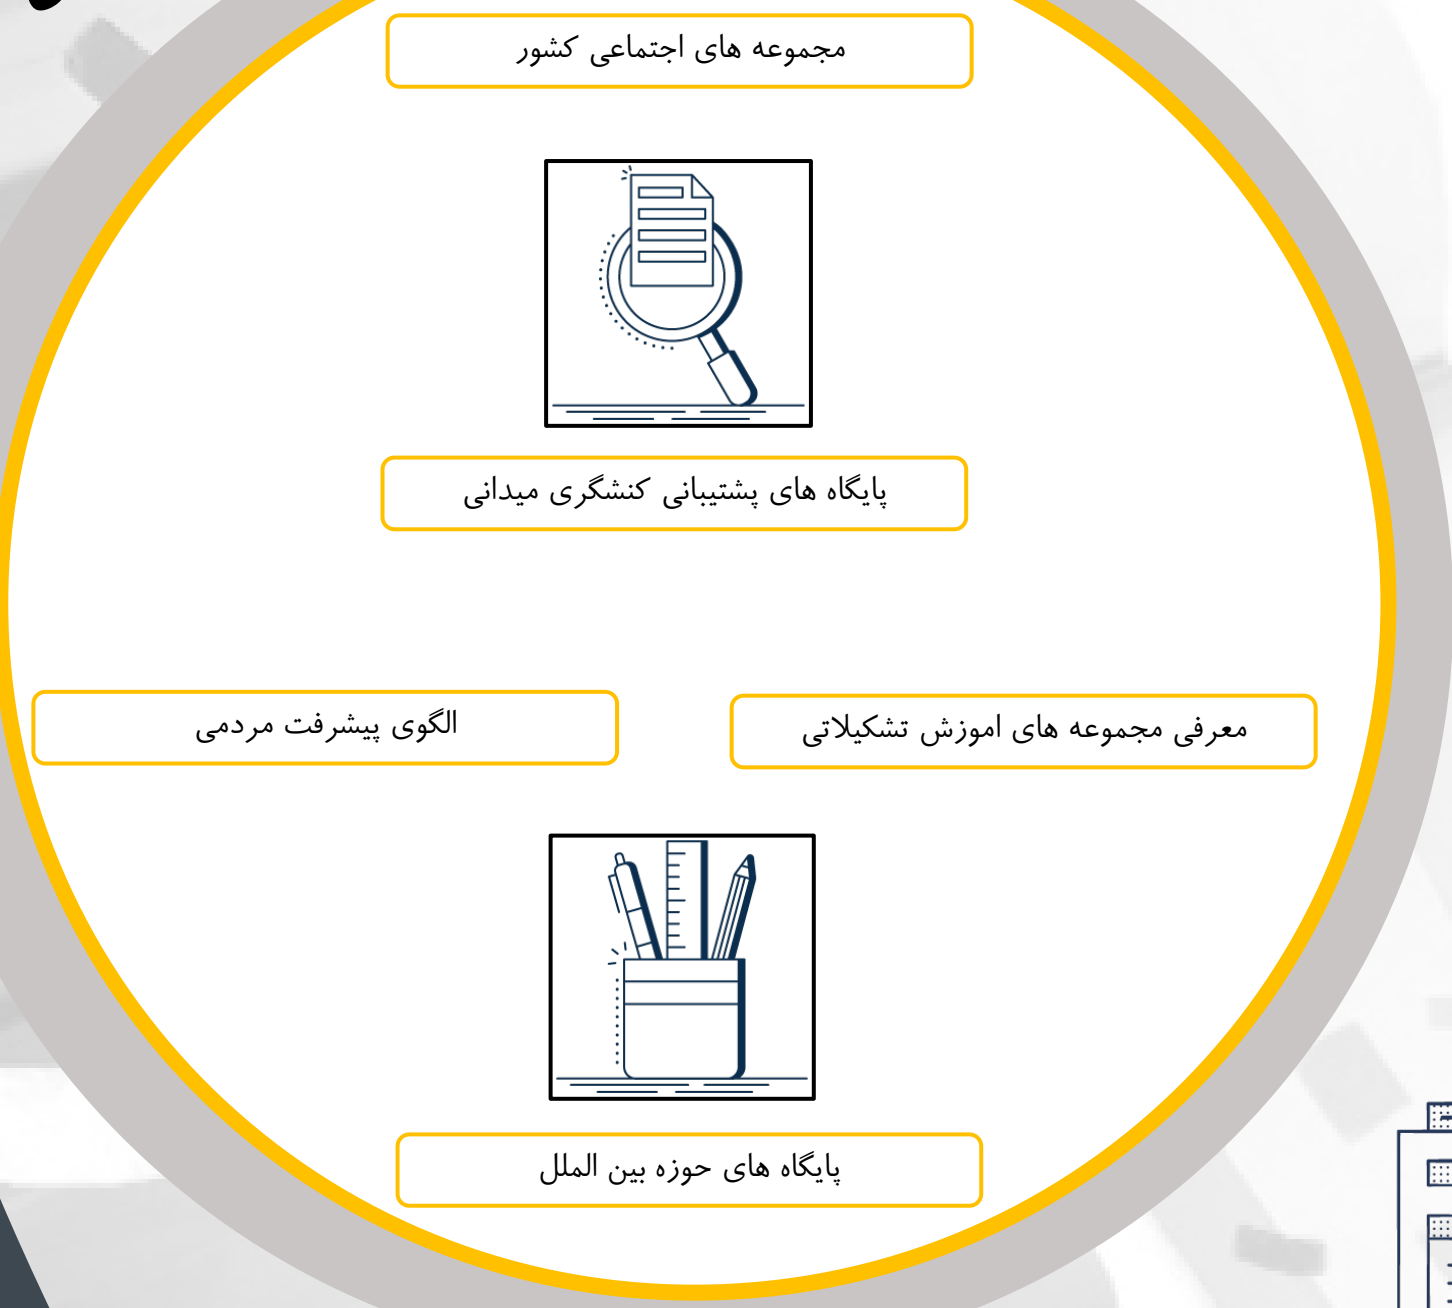 مجموعه های اجتماعی کشور
پایگاه های پشتیبانی کنشگری میدانی
معرفی مجموعه های اموزش تشکیلاتی
الگوی پیشرفت مردمی
پایگاه های حوزه بین الملل